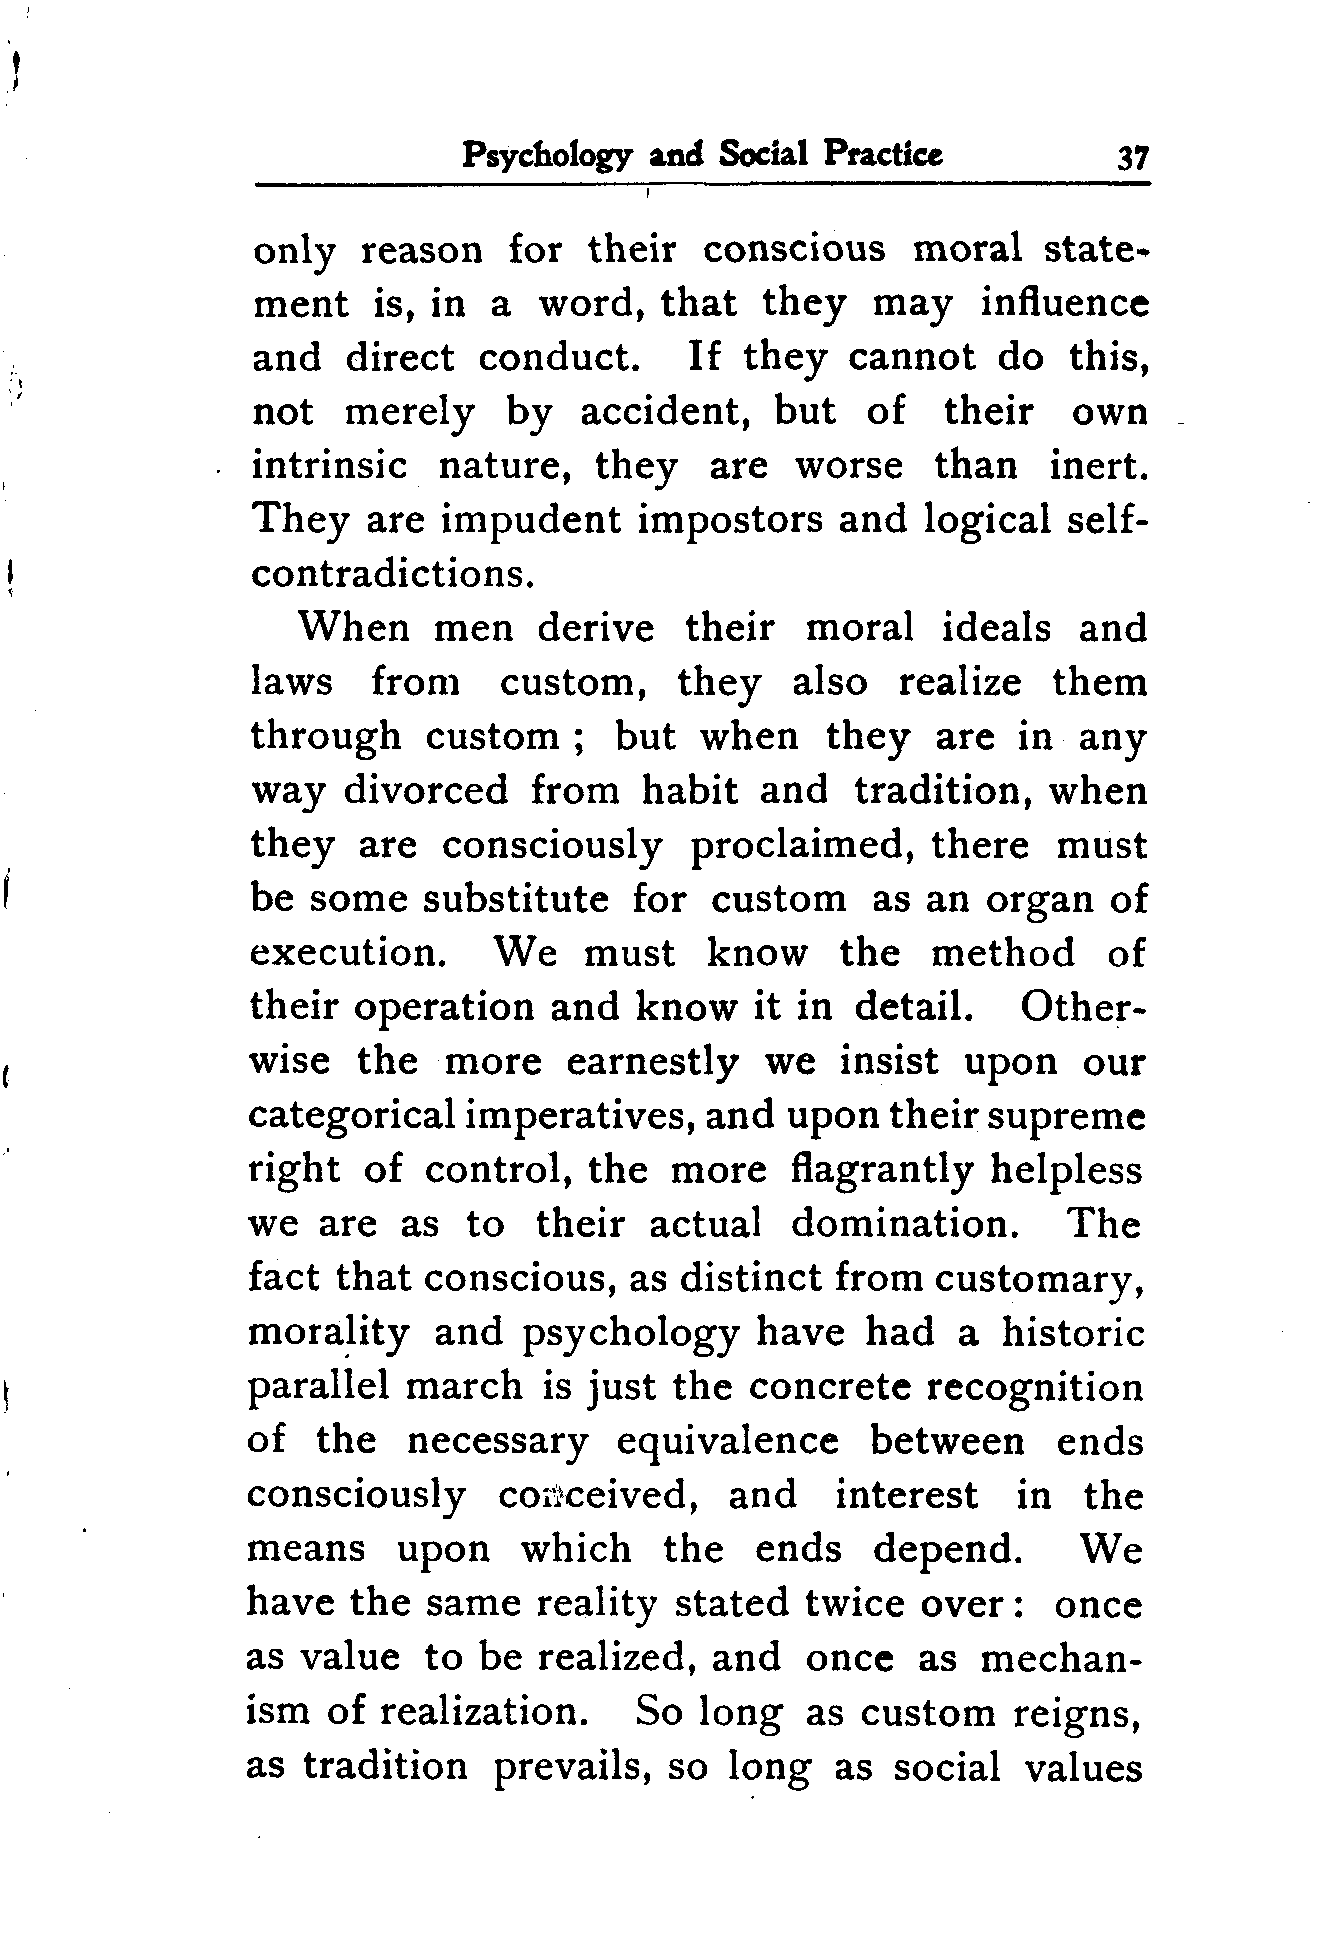 Psychology and Social Practice 37
only reason for their conscious moral state-
ment is, in a word, that they may influence
and direct conduct. If they cannot do this,
not merely by accident, but of their own
intrinsic nature, they are worse than inert.
They are impudent impostors and logical self-
contradictions.
When men derive their moral ideals and
laws from custom, they also realize them
through custom ; but when they are in any
way divorced from habit and tradition, when
they are consciously proclaimed, there must
be some substitute for custom as an organ of
execution. We must know the method of
their operation and know it in detail. Other-
wise the more earnestly we insist upon our
categorical imperatives, and upon their supreme
right of control, the more flagrantly helpless
we are as to their actual domination. The
fact that conscious, as distinct from customary,
morality and psychology have had a historic
parallel march is just the concrete recognition
of the necessary equivalence between ends
consciously conceived, and interest in the
means upon which the ends depend. We
have the same reality stated twice over : once
as value to be realized, and once as mechan-
ism of realization. So long as custom reigns,
as tradition prevails, so long as social values